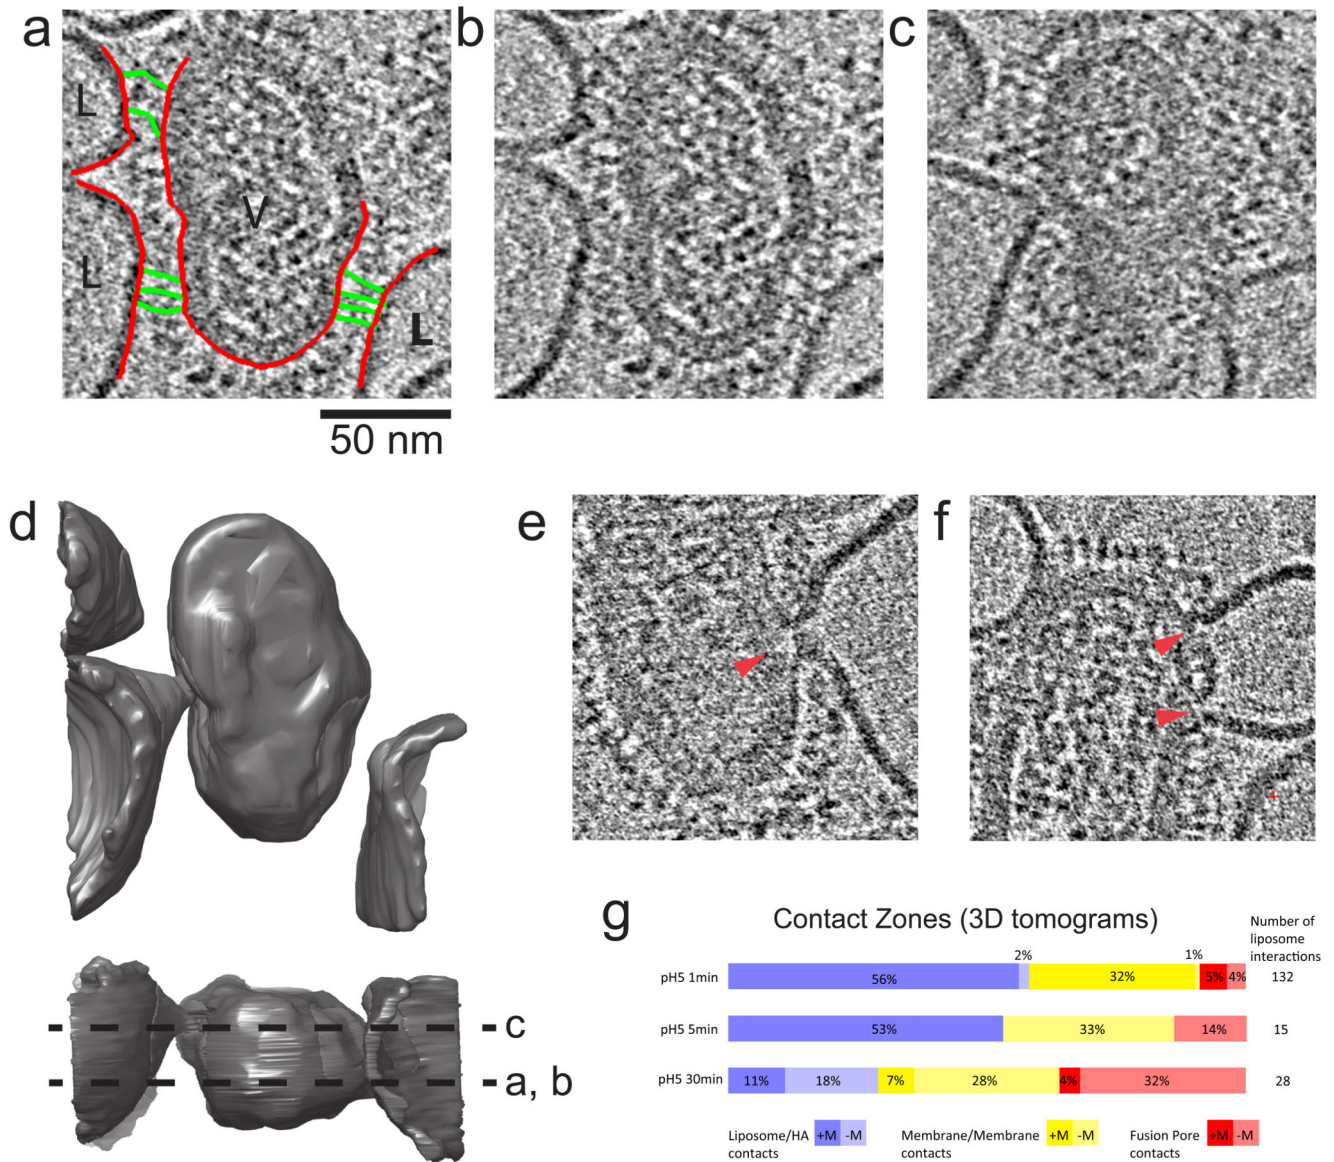 a
b
c
L
L
V
L
50 nm
d
e
f
c
a, b
g
Contact Zones (3D tomograms)
Number of
liposome
interactions
2%
1%
pH5 1min
56%
32%
5%
4%
132
pH5 5min
53%
33%
14%
15
pH5 30min
11%
18%
7%
28%
4%
32%
28
Liposome/HA
contacts
+M
-M
Membrane/Membrane
contacts
+M
-M
Fusion Pore
contacts
+M
-M